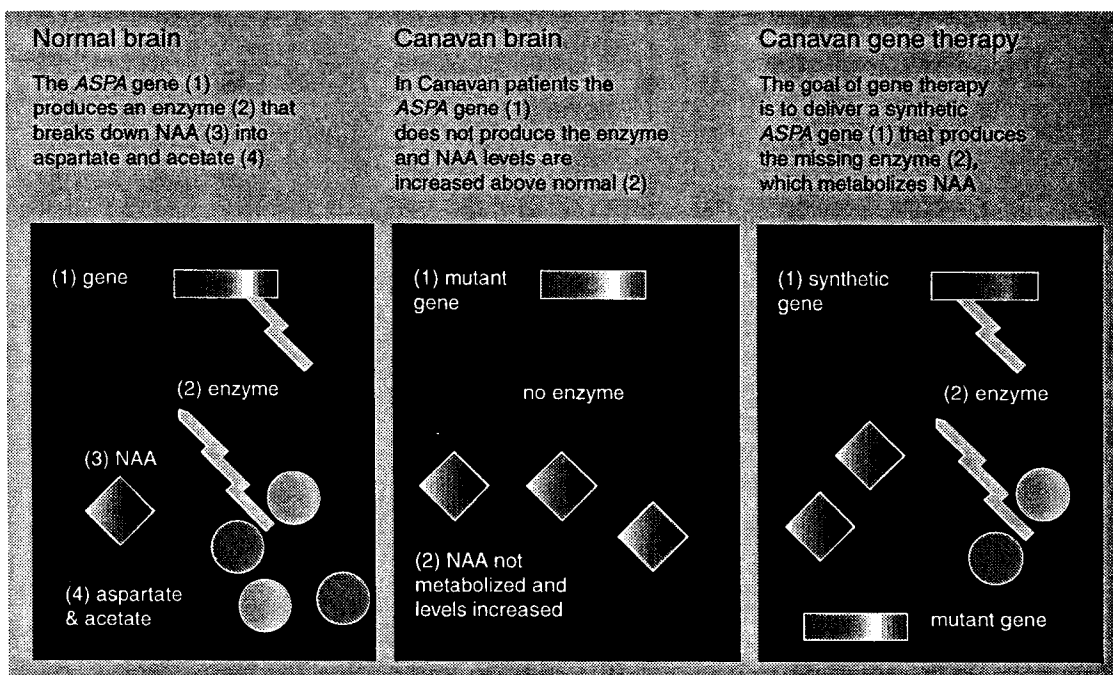 Normal brain
The ASPA gene (1)
produces an enzyme (2) that
breaks down NAA (3) into
aspartate and acetate (4)
(1) gene
(2) enzyme
(3) NAA
(4) aspartate
& acetate
Canavan brain
In Canavan patients the
ASPA gene (1)
does not produce the enzyme
and NAA levels are
increased above normal (2)
(1) mutant
gene
no enzyme
(2) NAA not
metabolized and
levels increased
Canavan gene therapy
The goal of gene therapy
is to deliver a synthetic
ASPA gene (1) that produces
the missing enzyme (2),
which metabolizes NAA
(1) synthetic
gene
(2) enzyme
mutant gene